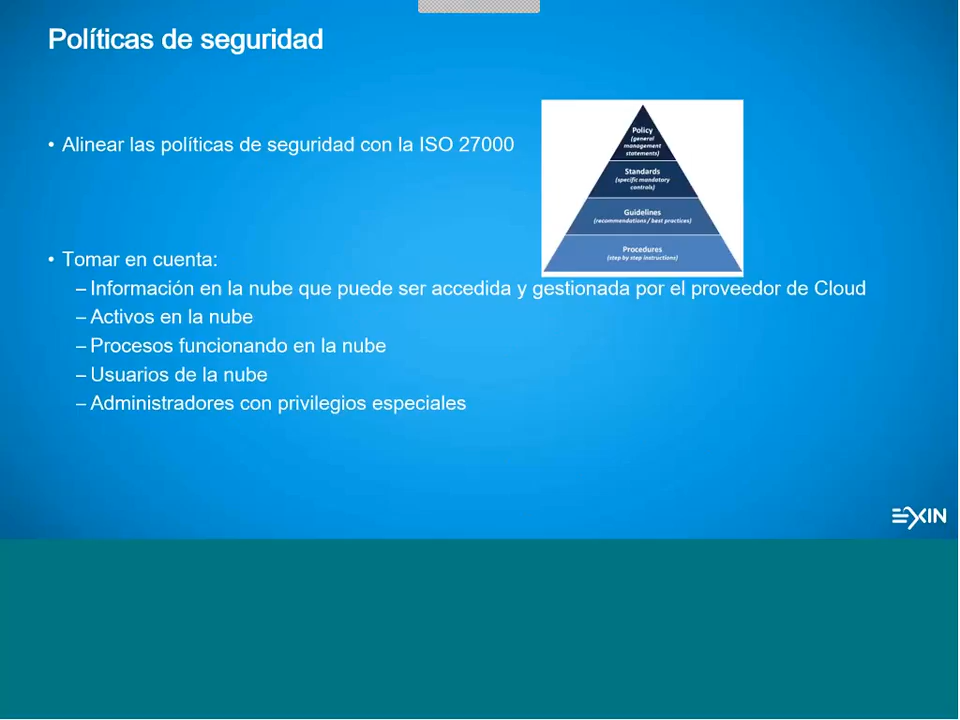 Políticas de seguridad
• Alinear las políticas de seguridad con la ISO 27000
Policy
(general
management
statements)
Standards
(specific mandatory
controls)
Guidelines
(recommendations / best practices)
Procedures
(step by step instructions)
• Tomar en cuenta:
– Información en la nube que puede ser accedida y gestionada por el proveedor de Cloud
– Activos en la nube
– Procesos funcionando en la nube
– Usuarios de la nube
– Administradores con privilegios especiales
EXIN